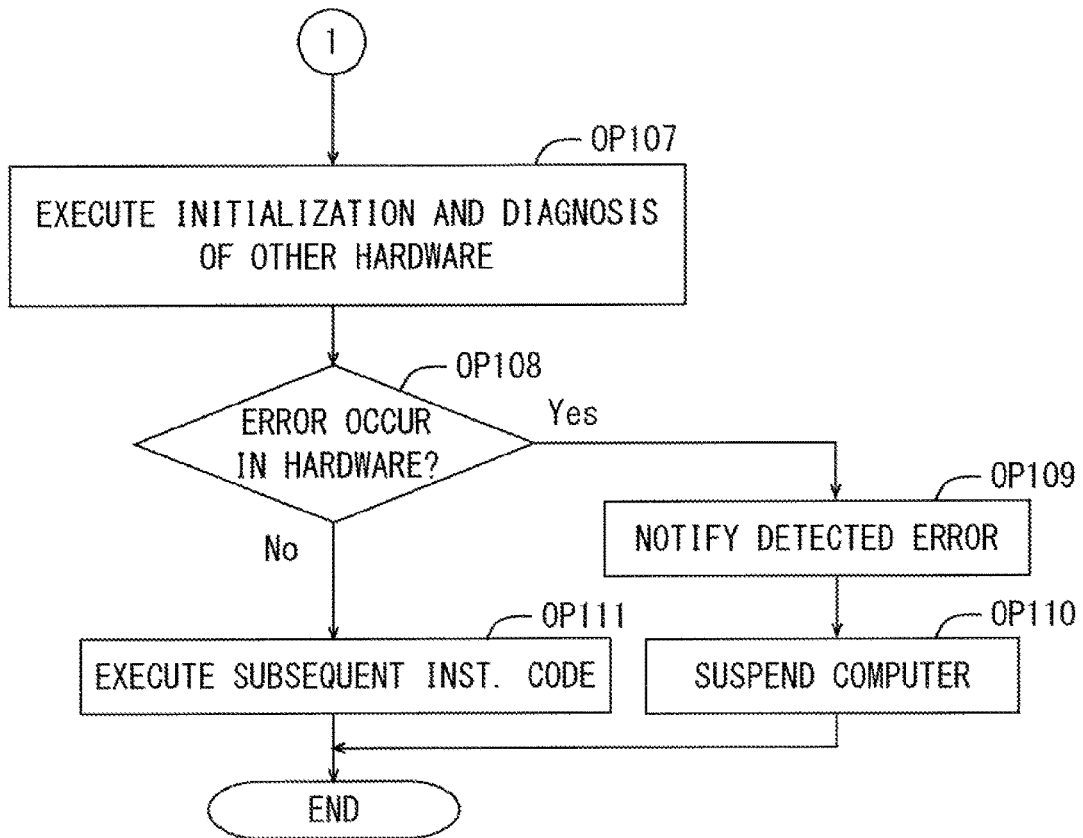 1
OP107
EXECUTE INITIALIZATION AND DIAGNOSIS
OF OTHER HARDWARE
OP108
ERROR OCCUR
IN HARDWARE?
Yes
OP109
NOTIFY DETECTED ERROR
No
OP111
EXECUTE SUBSEQUENT INST. CODE
OP110
SUSPEND COMPUTER
END